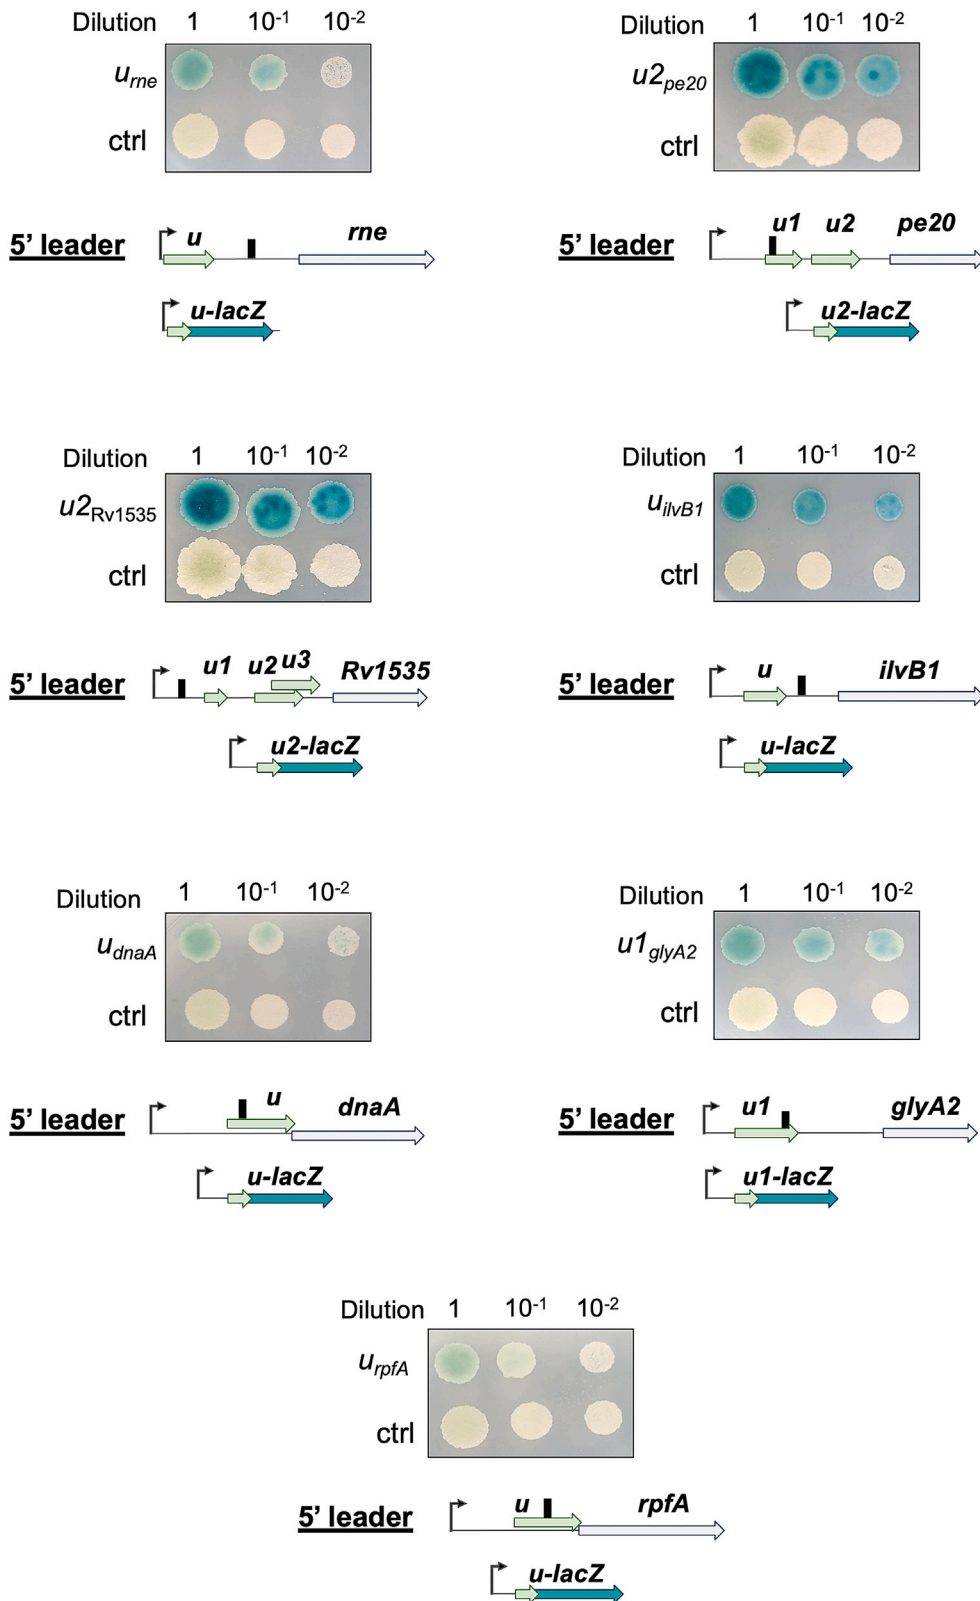 Dilution 1 10-1 10-2
urne
ctrl
5’ leader u rne
u-lacZ
Dilution 1 10-1 10-2
u2pe20
ctrl
5’ leader u1 u2 pe20
u2-lacZ
Dilution 1 10-1 10-2
u2Rv1535
ctrl
5’ leader u1 u2 u3 Rv1535
u2-lacZ
Dilution 1 10-1 10-2
uilvB1
ctrl
5’ leader u ilvB1
u-lacZ
Dilution 1 10-1 10-2
udnaA
ctrl
5’ leader u dnaA
u-lacZ
Dilution 1 10-1 10-2
u1glyA2
ctrl
5’ leader u1 glyA2
u1-lacZ
Dilution 1 10-1 10-2
urpfA
ctrl
5’ leader u rpfA
u-lacZ